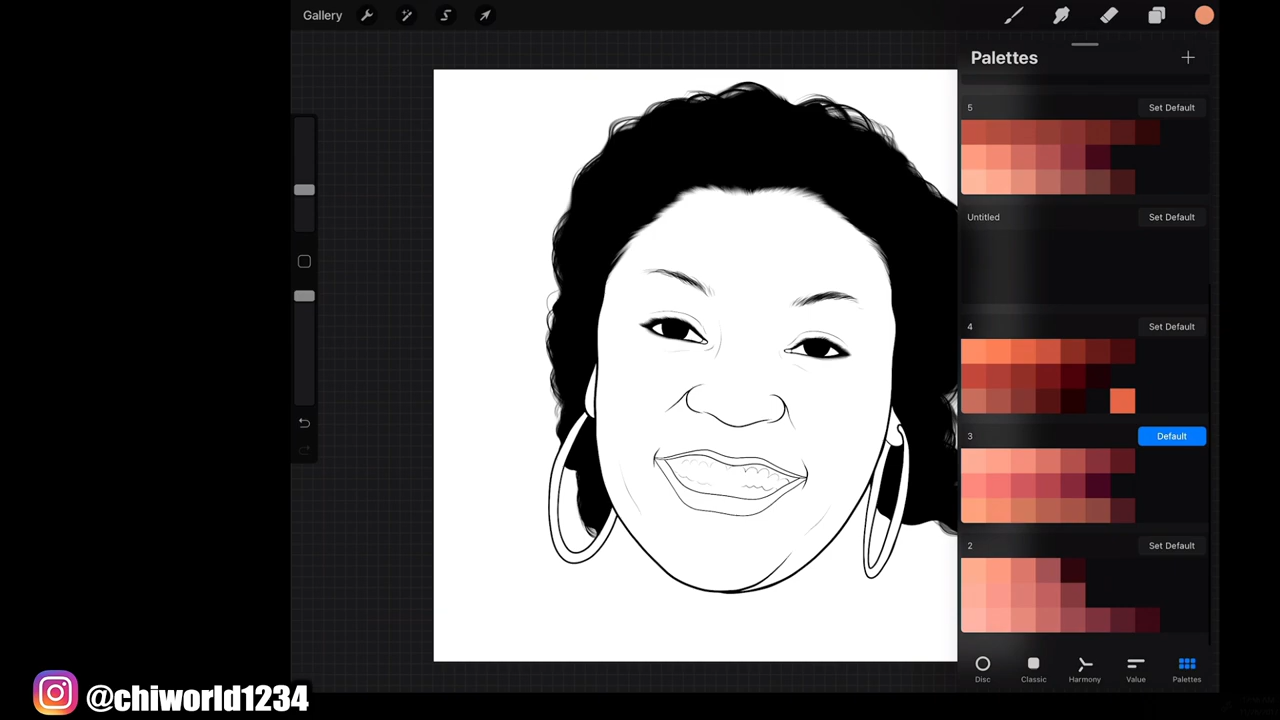 Gallery
Palettes
5
Set Default
Untitled
Set Default
4
Set Default
3
Default
2
Set Default
Disc
Classic
Harmony
Value
Palettes
@chiworld1234